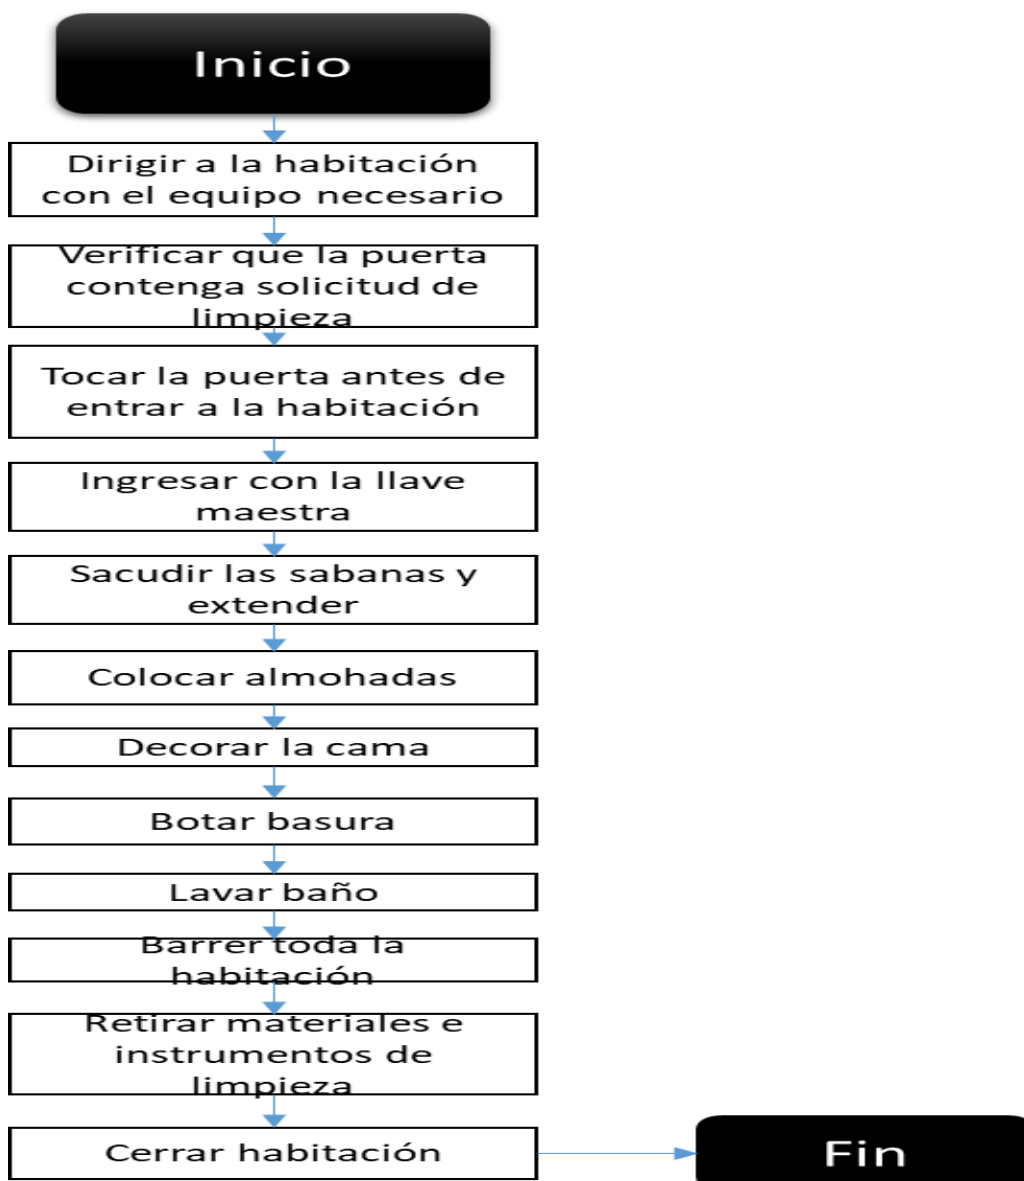 Inicio
Dirigir a la habitación
con el equipo necesario
Verificar que la puerta
contenga solicitud de
limpieza
Tocar la puerta antes de
entrar a la habitación
Ingresar con la llave
maestra
Sacudir las sabanas y
extender
Colocar almohadas
Decorar la cama
Botar basura
Lavar baño
Barrer toda la
habitación
Retirar materiales e
instrumentos de
limpieza
Cerrar habitación
Fin